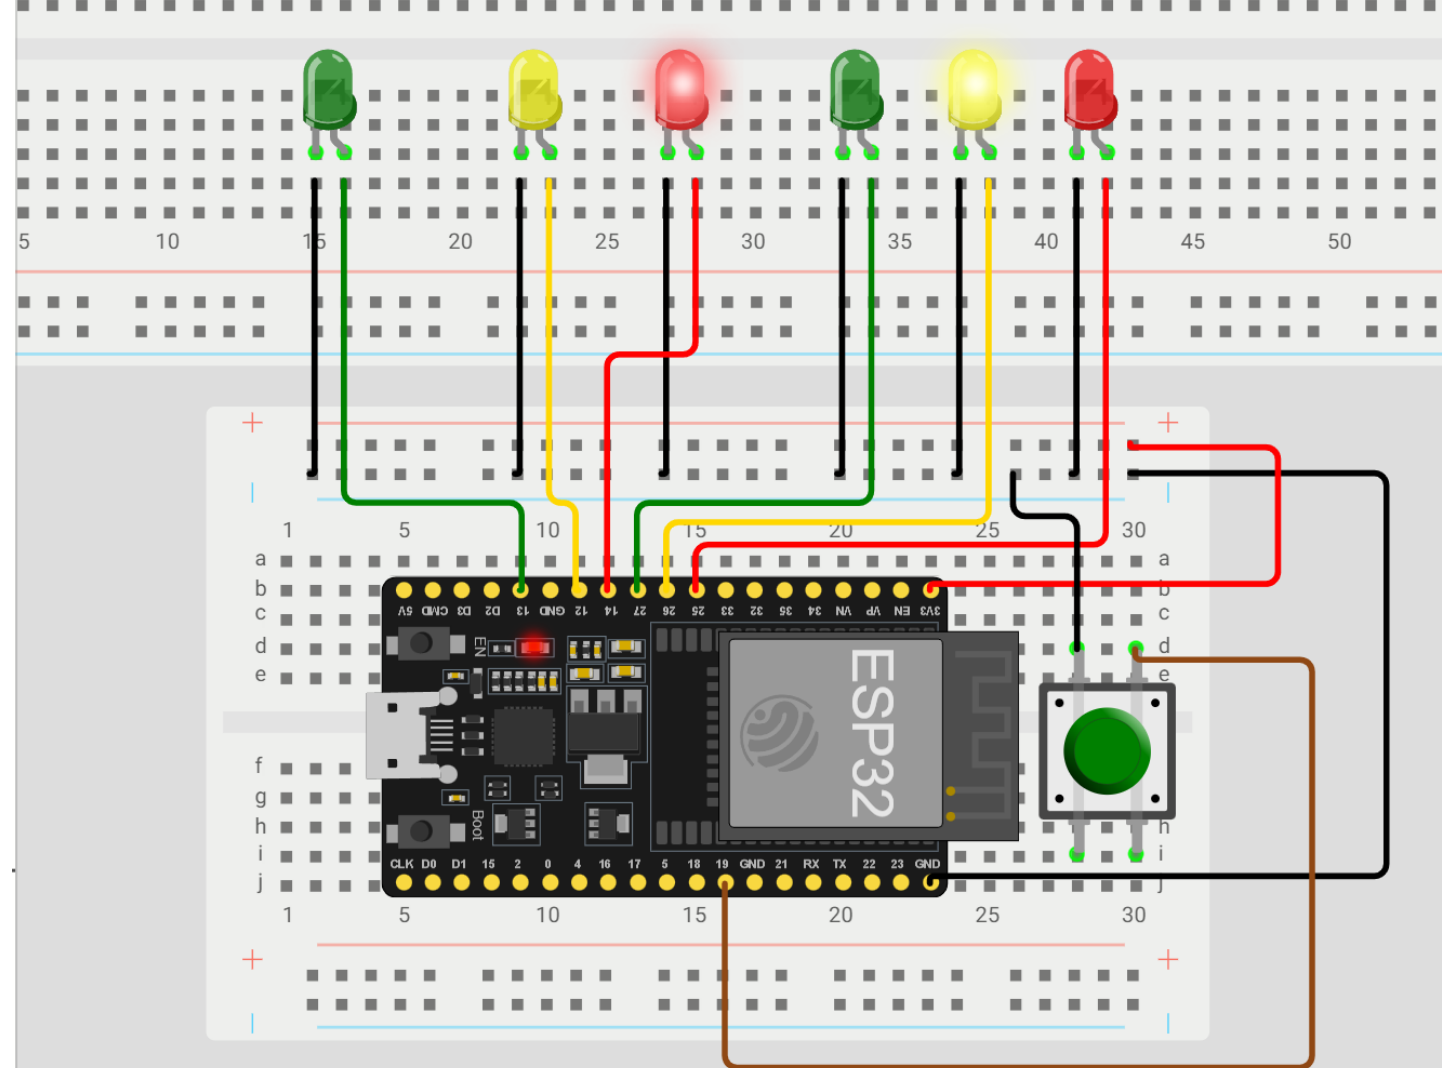 5 10 15 20 25 30 35 40 45 50
+ +
1 5 10 15 20 25 30
a a
b b
5V CMD D3 D2 13 GND 12 14 27 26 25 33 32 35 34 VN VP EN 3V3
c c
d d
EN
e e
ESP32
f
g
Boot
h h
i i
CLK D0 D1 15 2 0 4 16 17 5 18 19 GND 21 RX TX 22 23 GND
j j
1 5 10 15 20 25 30
+ +